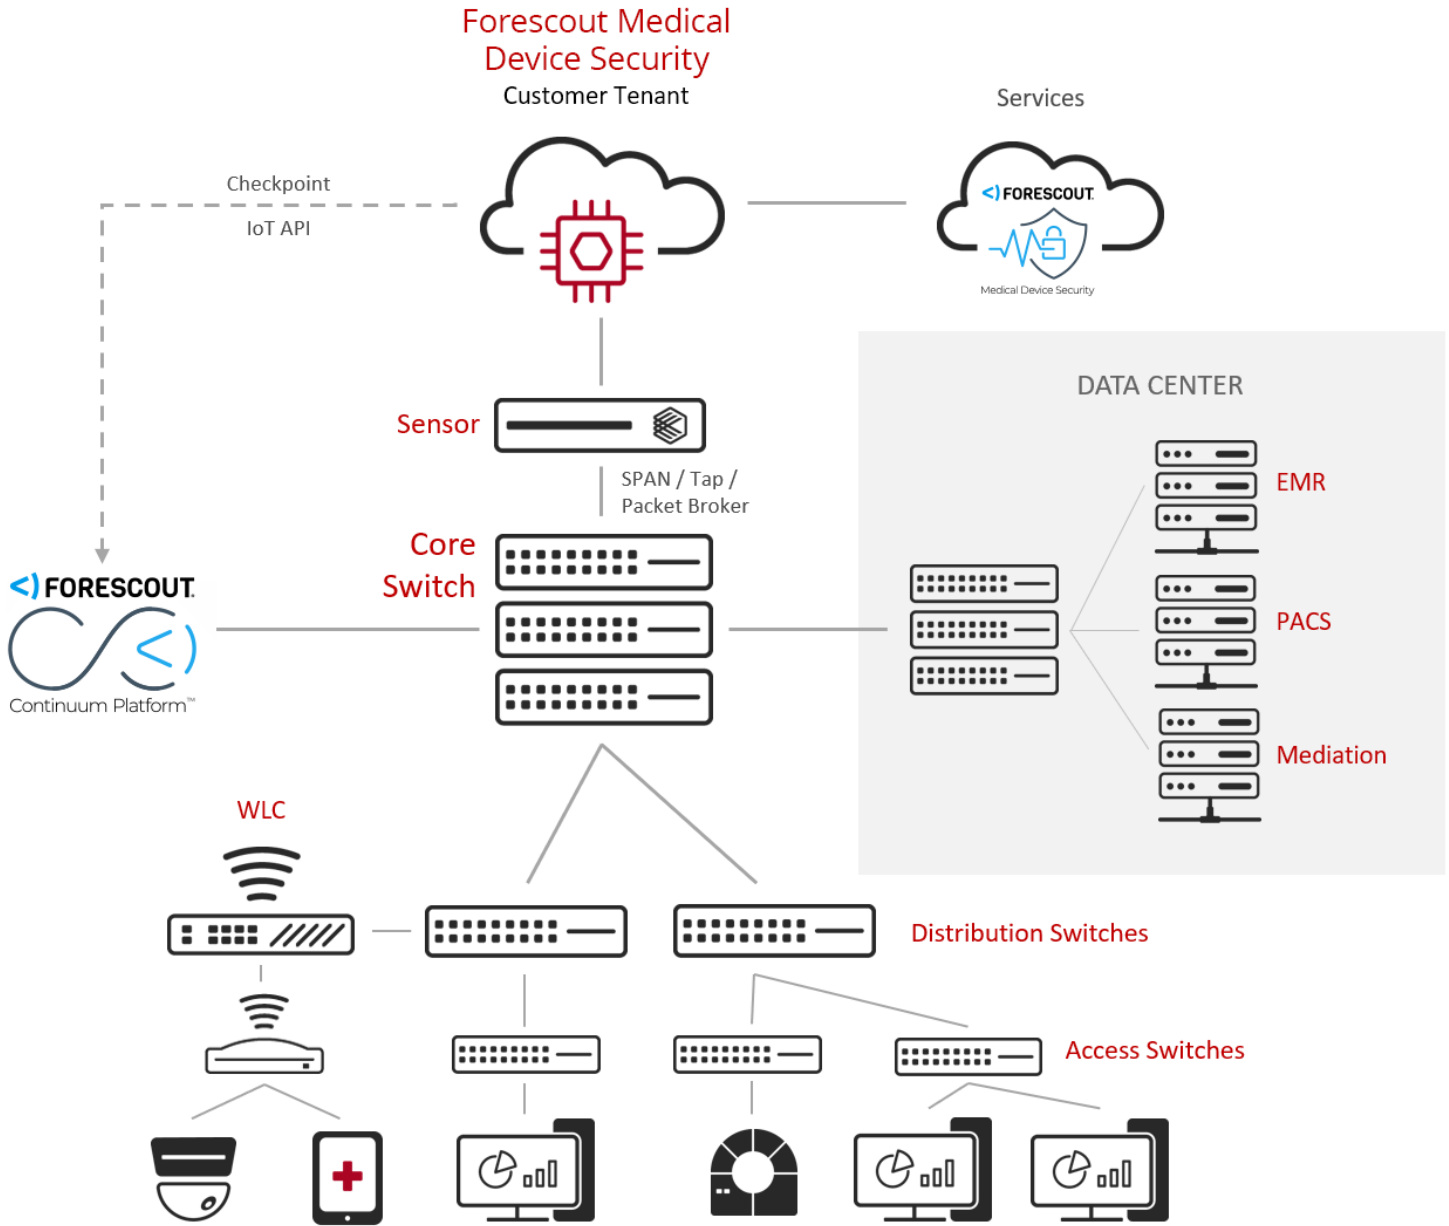 Forescout Medical
Device Security
Customer Tenant
Services
Checkpoint
IoT API
<) FORESCOUT.
Medical Device Security
DATA CENTER
Sensor
SPAN / Tap /
Packet Broker
EMR
Core
Switch
<) FORESCOUT.
Continuum Platform™
PACS
Mediation
WLC
Distribution Switches
Access Switches